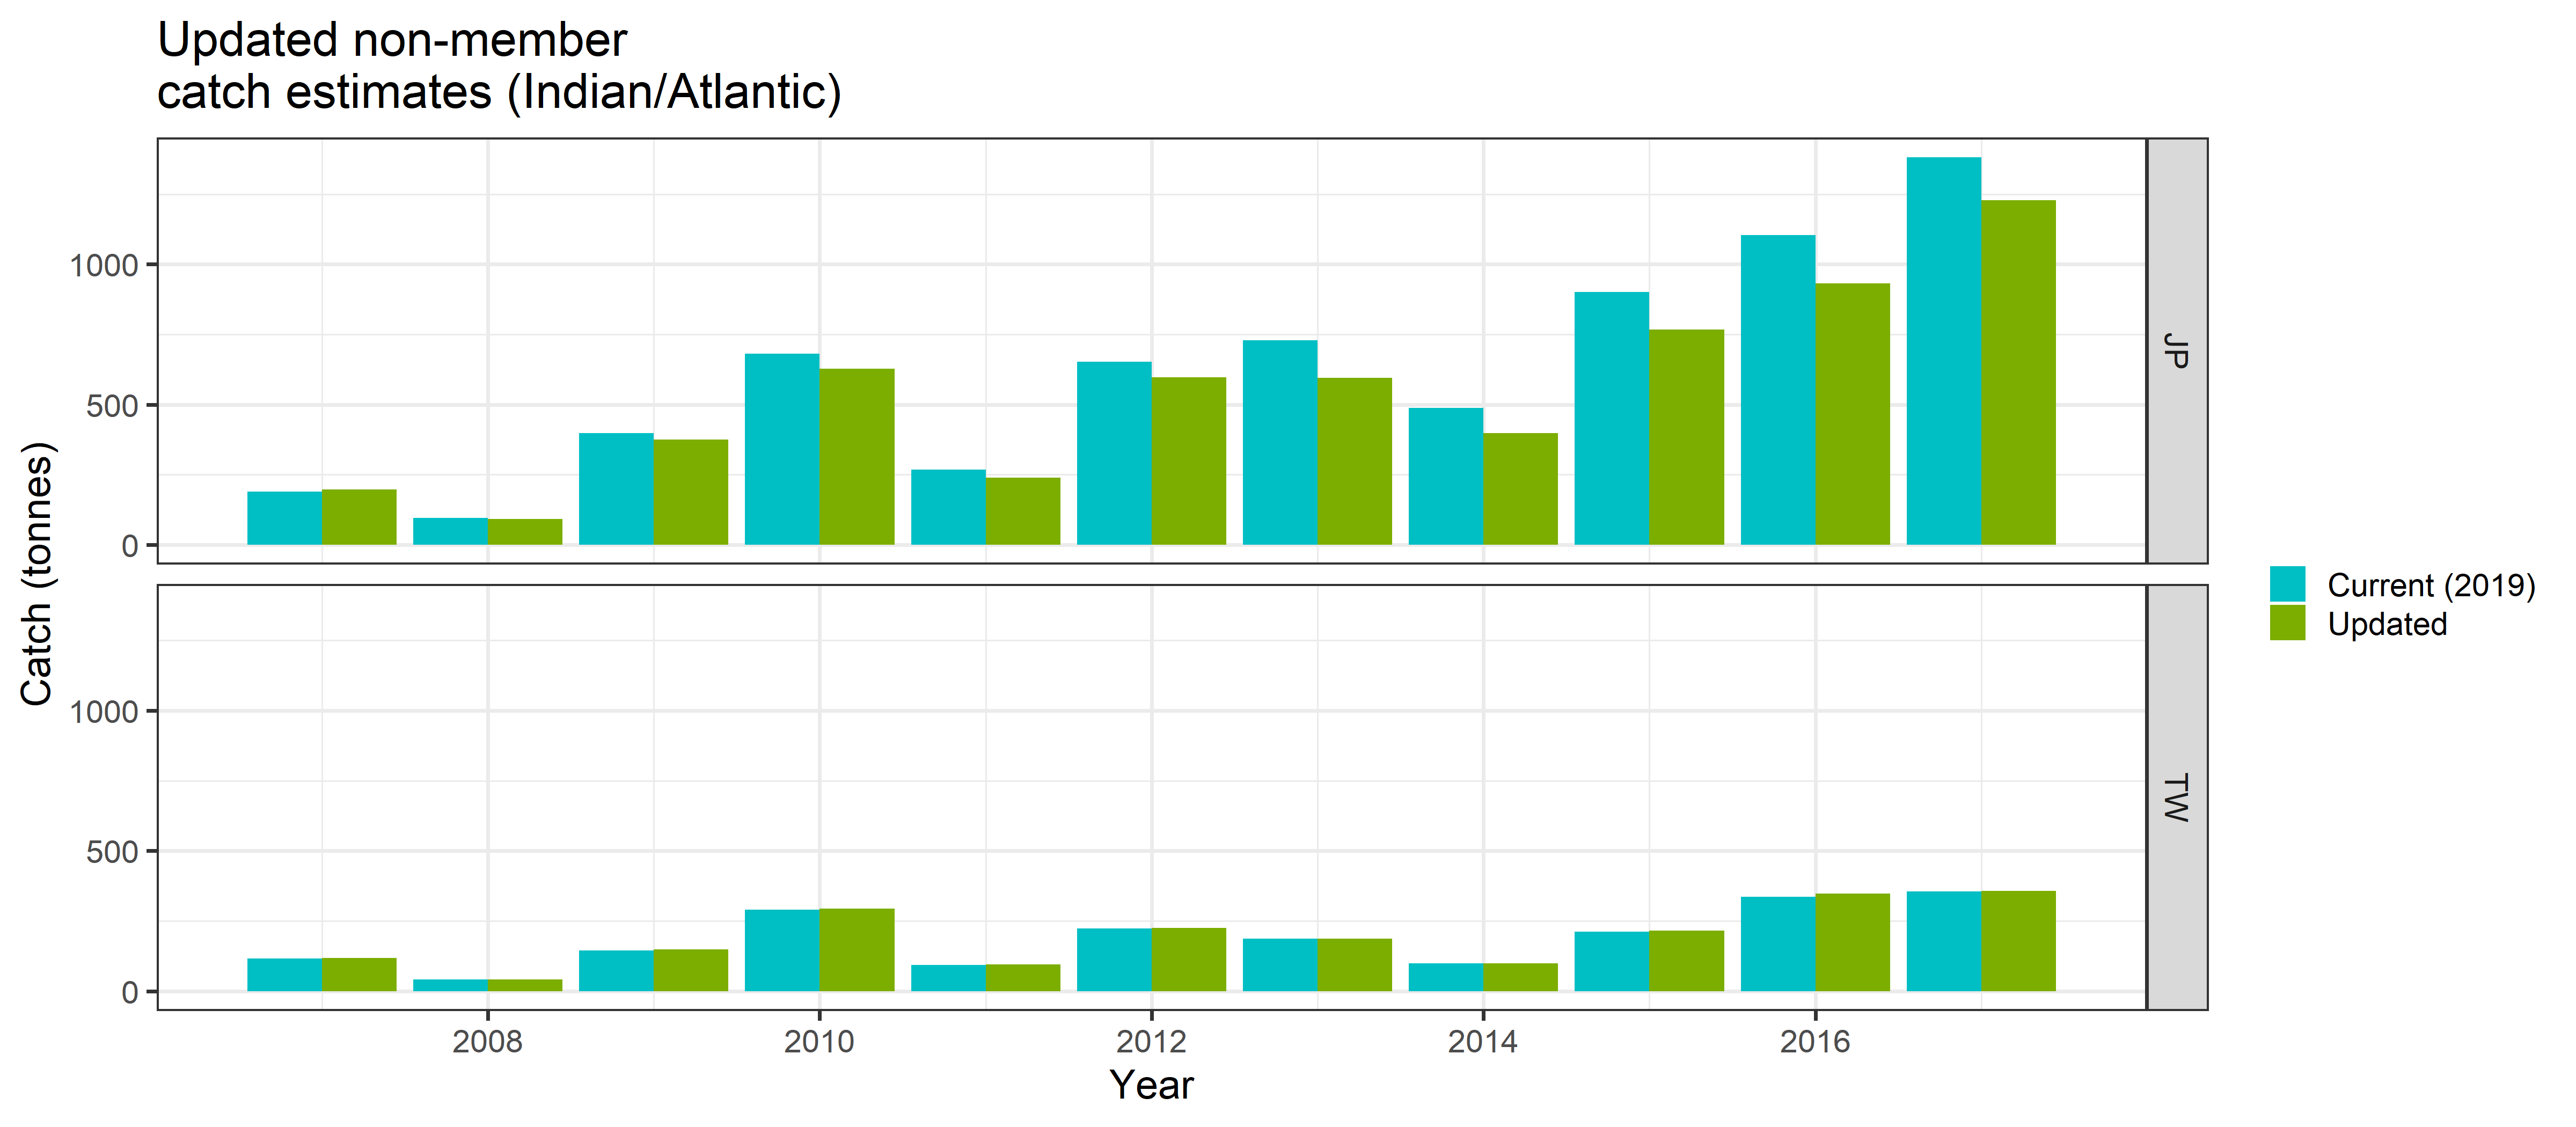 Updated non-member
catch estimates (Indian/Atlantic)
Catch (tonnes)
1000
500
0
JP
1000
500
0
TW
2008 2010 2012 2014 2016
Year
Current (2019)
Updated